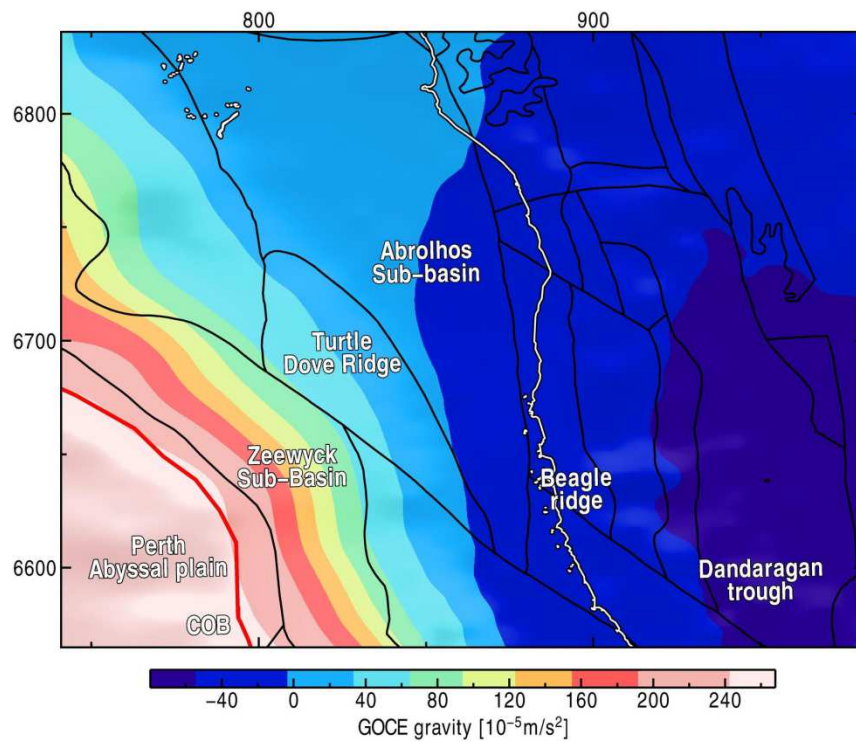 800 900
6800
6700
6600
Abrolhos
Sub-basin
Turtle
Dove Ridge
Zeewyck
Sub-Basin
Beagle
ridge
Perth
Abyssal plain
COB
Dandaragan
trough
-40 0 40 80 120 160 200 240
GOCE gravity [10⁻⁵m/s²]